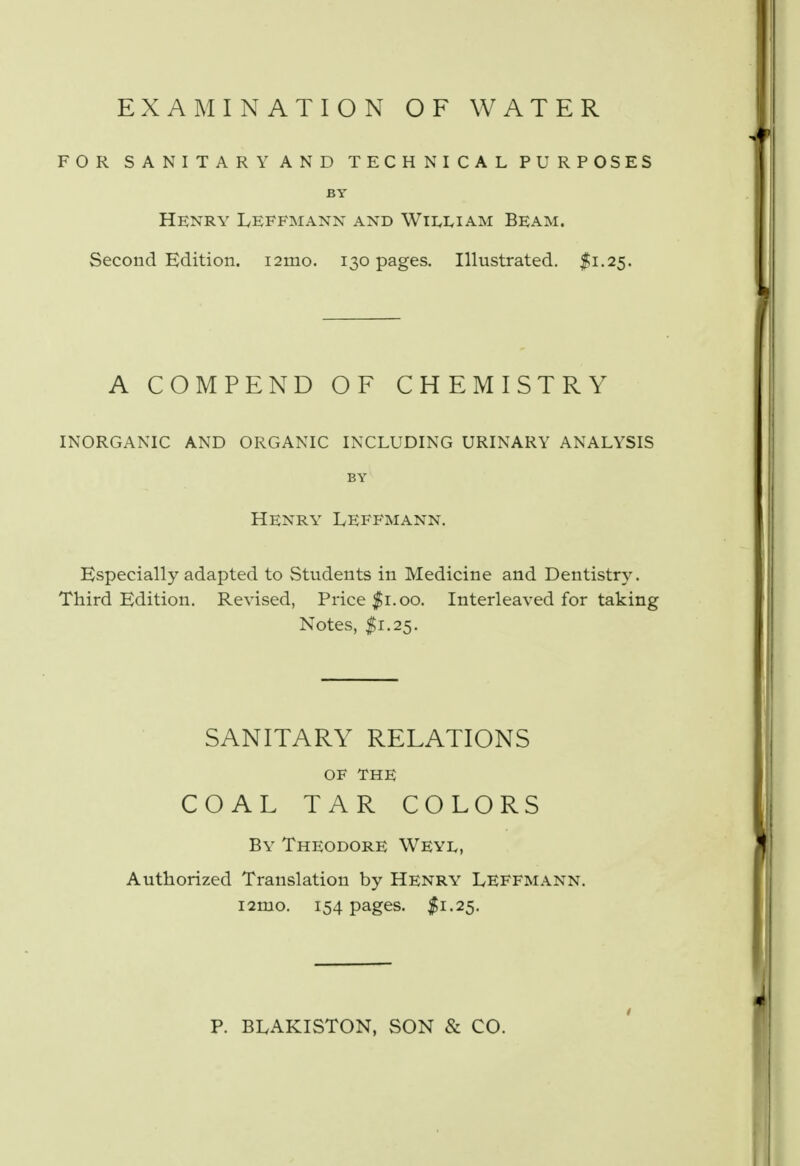 EXAMINATION OF WATER
FOR SANITARY AND TECHNICAL PURPOSES
BY
HENRY LEFFMANN AND WILLIAM BEAM.
Second Edition. 12mo. 130 pages. Illustrated. $1.25.
A COMPEND OF CHEMISTRY
INORGANIC AND ORGANIC INCLUDING URINARY ANALYSIS
BY
HENRY LEFFMANN.
Especially adapted to Students in Medicine and Dentistry.
Third Edition. Revised, Price $1.00. Interleaved for taking
Notes, $1.25.
SANITARY RELATIONS
OF THE
COAL TAR COLORS
BY THEODORE WEYL,
Authorized Translation by HENRY LEFFMANN.
12mo. 154 pages. $1.25.
P. BLAKISTON, SON & CO.